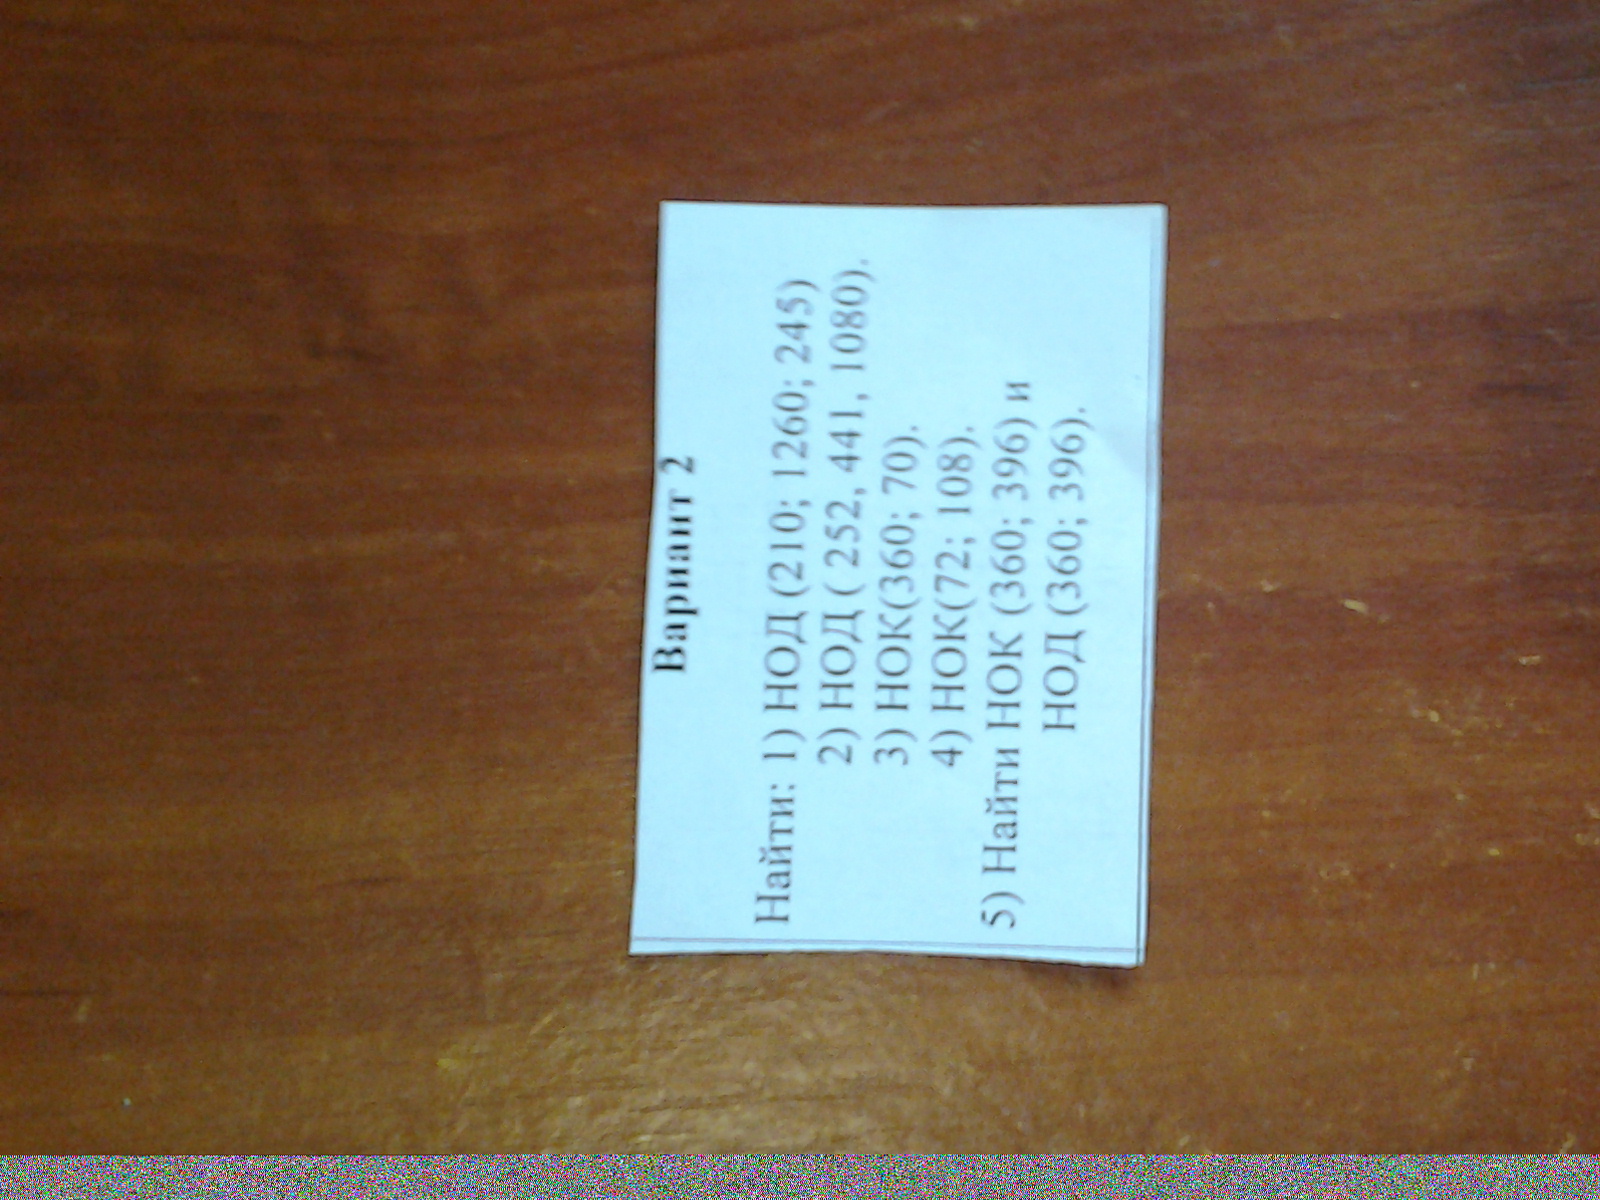 Вариант 2
Найти: 1) НОД (210; 1260; 245)
2) НОД ( 252, 441, 1080).
3) НОК(360; 70).
4) НОК(72; 108).
5) Найти НОК (360; 396) и
НОД (360; 396).